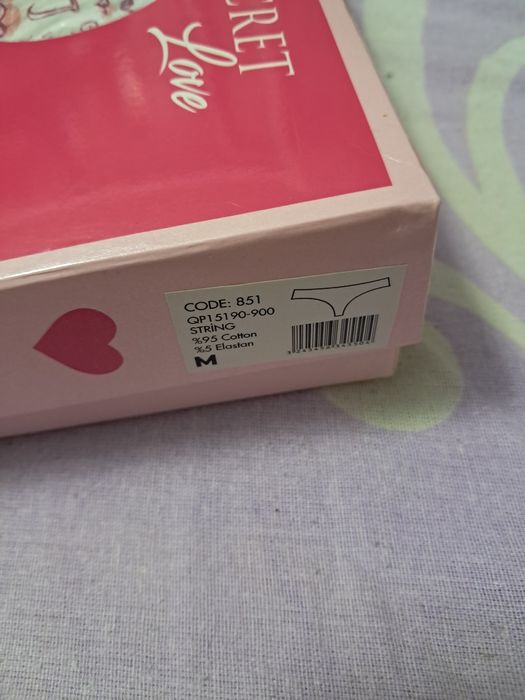 CRET
Love
CODE: 851
QP15190-900
STRİNG
%95 Cotton
%5 Elastan
M